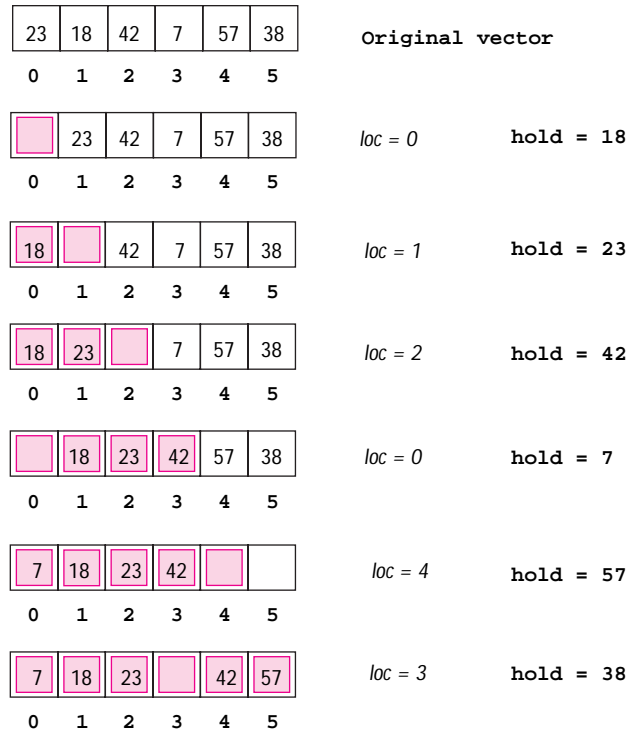 23 18 42 7 57 38 Original vector
0 1 2 3 4 5
23 42 7 57 38 loc = 0 hold = 18
0 1 2 3 4 5
18 42 7 57 38 loc = 1 hold = 23
0 1 2 3 4 5
18 23 7 57 38 loc = 2 hold = 42
0 1 2 3 4 5
18 23 42 57 38 loc = 0 hold = 7
0 1 2 3 4 5
7 18 23 42 loc = 4 hold = 57
0 1 2 3 4 5
7 18 23 42 57 loc = 3 hold = 38
0 1 2 3 4 5